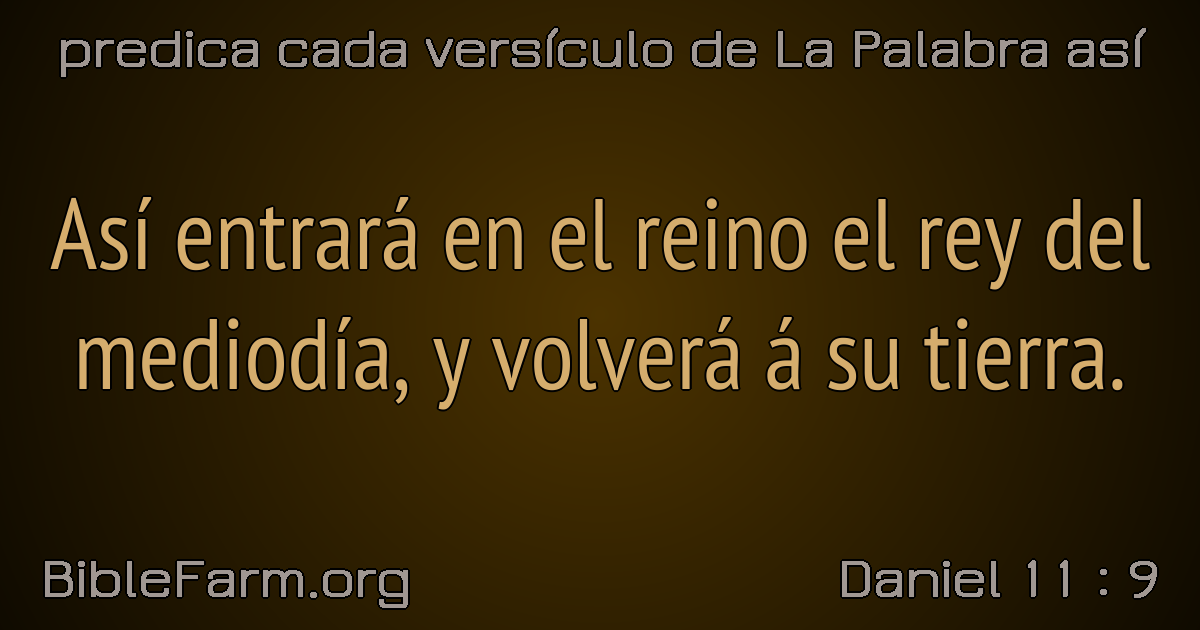 predica cada versículo de La Palabra así
Así entrará en el reino el rey del
mediodía, y volverá á su tierra.
BibleFarm.org
Daniel 11 : 9